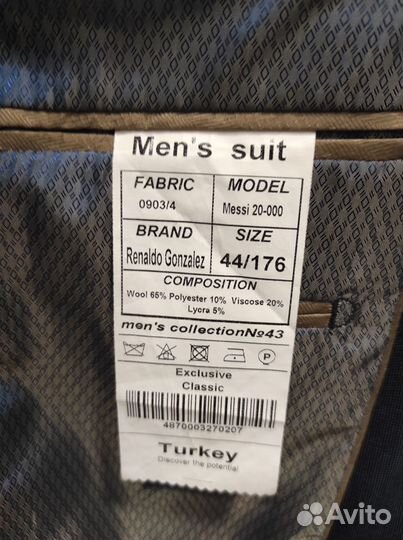 Men's suit
FABRIC MODEL
0903/4 Messi 20-000
BRAND SIZE
Renaldo Gonzalez 44/176
COMPOSITION
Wool 65% Polyester 10% Viscose 20%
Lycra 5%
men's collection№43
P
Exclusive
Classic
4870003270207
Turkey
Discover the potential
Avito